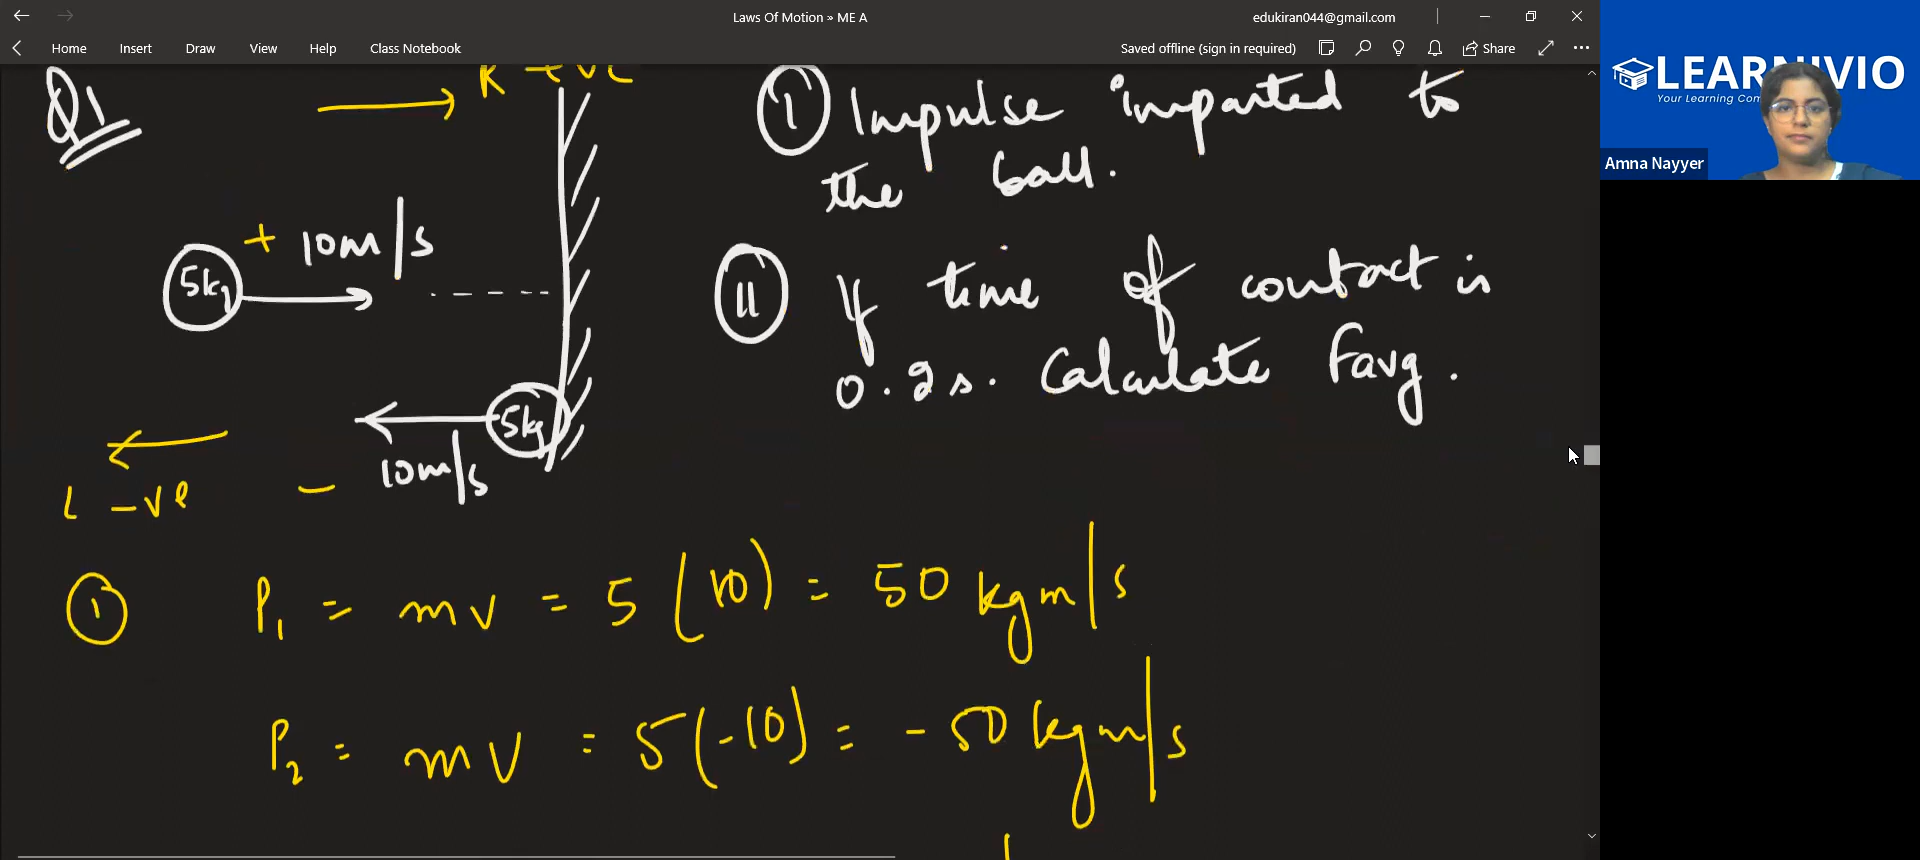 Laws Of Motion » ME A
edukiran044@gmail.com
Home Insert Draw View Help Class Notebook
Saved offline (sign in required) Share
LEARNIVIO
Your Learning Com
Amna Nayyer
Q1
R +ve
I Impulse imparted to
the ball.
+ 10m/s
5kg
II If time of contact is
0.2s. Calculate Favg.
5kg
10m/s
L -ve -
1 P1 = mv = 5(10) = 50 kgm/s
P2 = mv = 5(-10) = -50 kgm/s